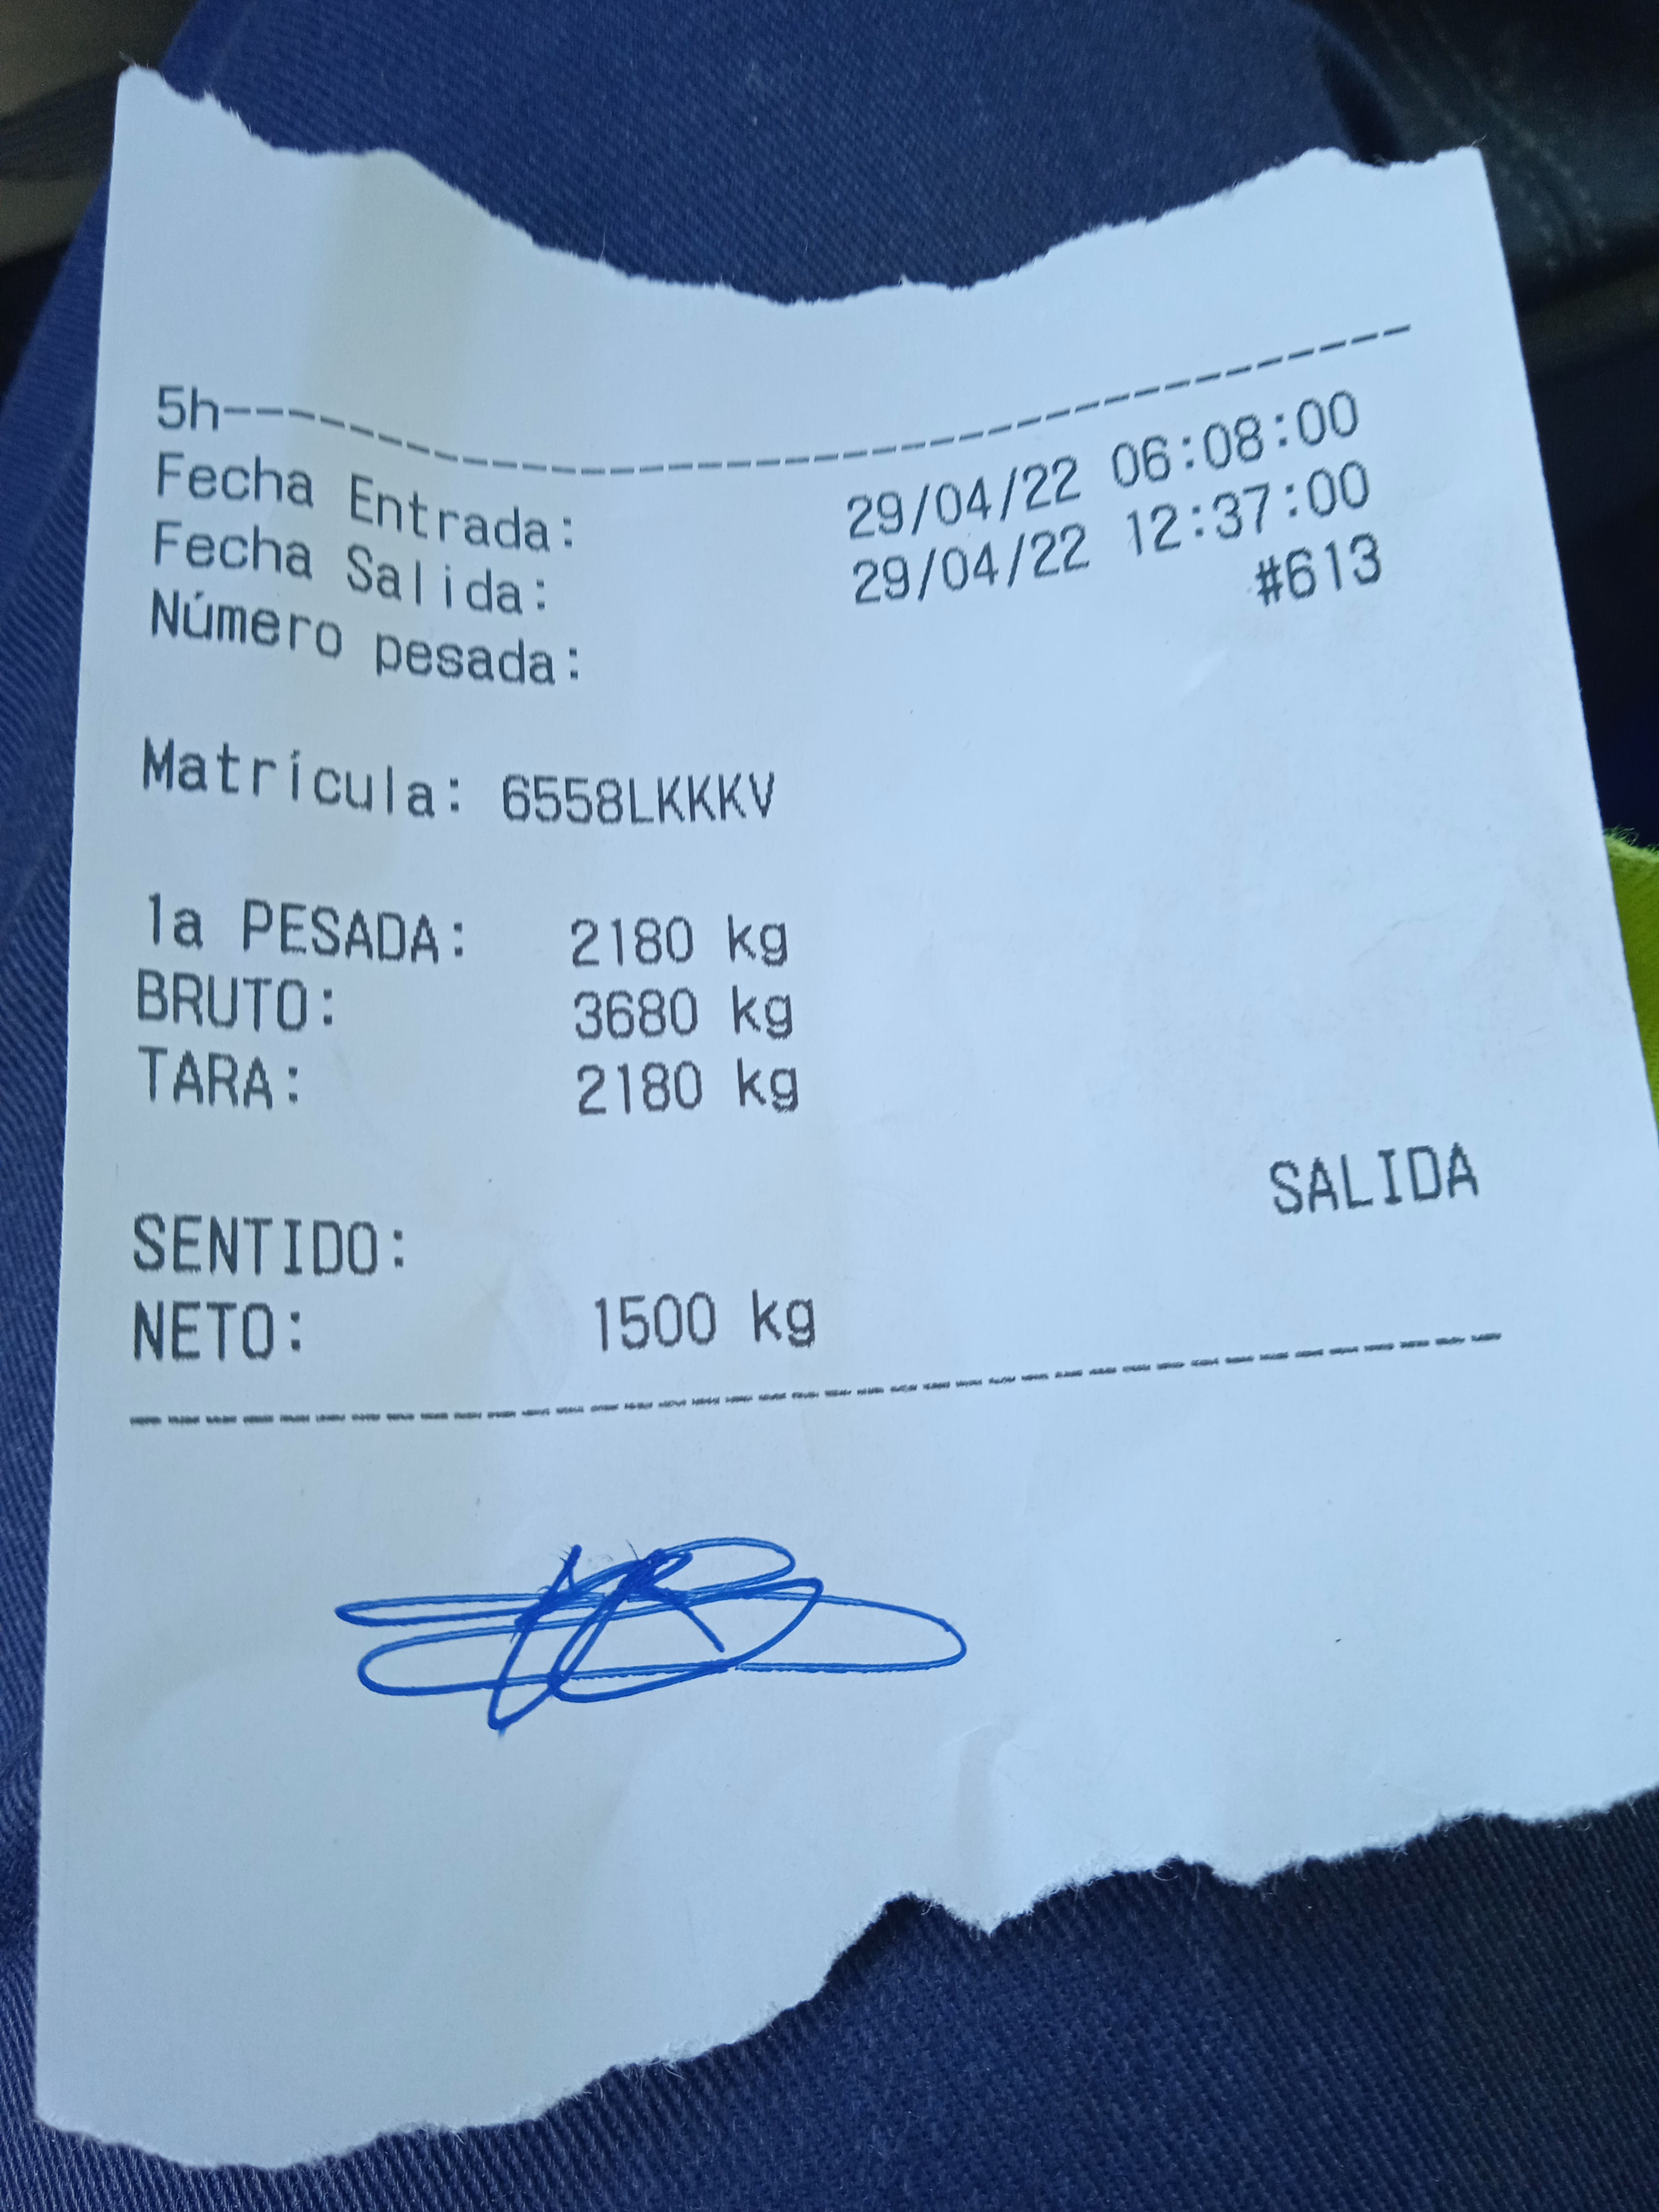 5h--------------------------------------
Fecha Entrada: 29/04/22 06:08:00
Fecha Salida: 29/04/22 12:37:00
Número pesada: #613
Matrícula: 6558LKKKV
1a PESADA: 2180 kg
BRUTO: 3680 kg
TARA: 2180 kg
SENTIDO: SALIDA
NETO: 1500 kg